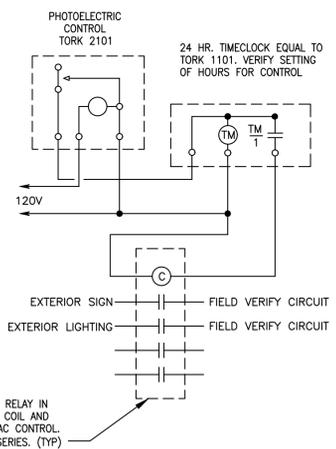 PHOTOELECTRIC
CONTROL
TORK 2101
24 HR. TIMECLOCK EQUAL TO
TORK 1101. VERIFY SETTING
OF HOURS FOR CONTROL
TM
TM
1
120V
C
EXTERIOR SIGN
FIELD VERIFY CIRCUIT
EXTERIOR LIGHTING
FIELD VERIFY CIRCUIT
RELAY IN
COIL AND
AC CONTROL.
SERIES. (TYP)